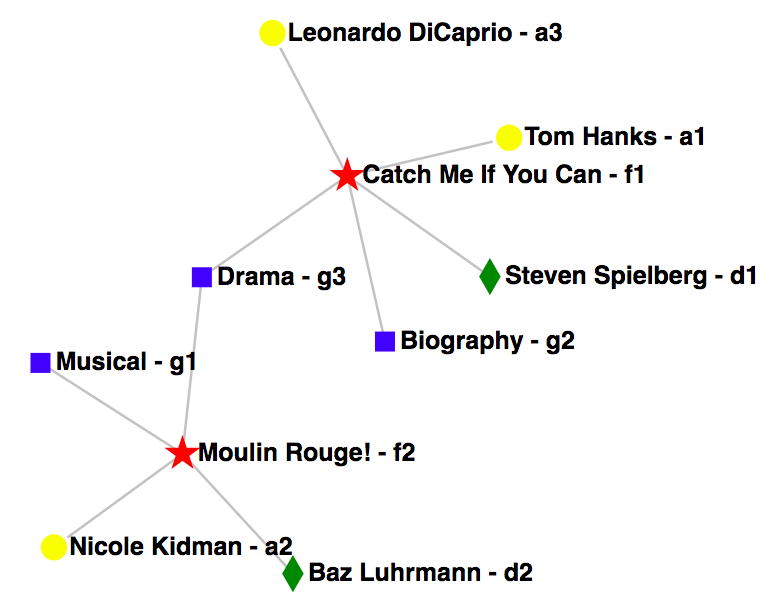 Leonardo DiCaprio - a3
Tom Hanks - a1
Catch Me If You Can - f1
Drama - g3
Steven Spielberg - d1
Biography - g2
Musical - g1
Moulin Rouge! - f2
Nicole Kidman - a2
Baz Luhrmann - d2